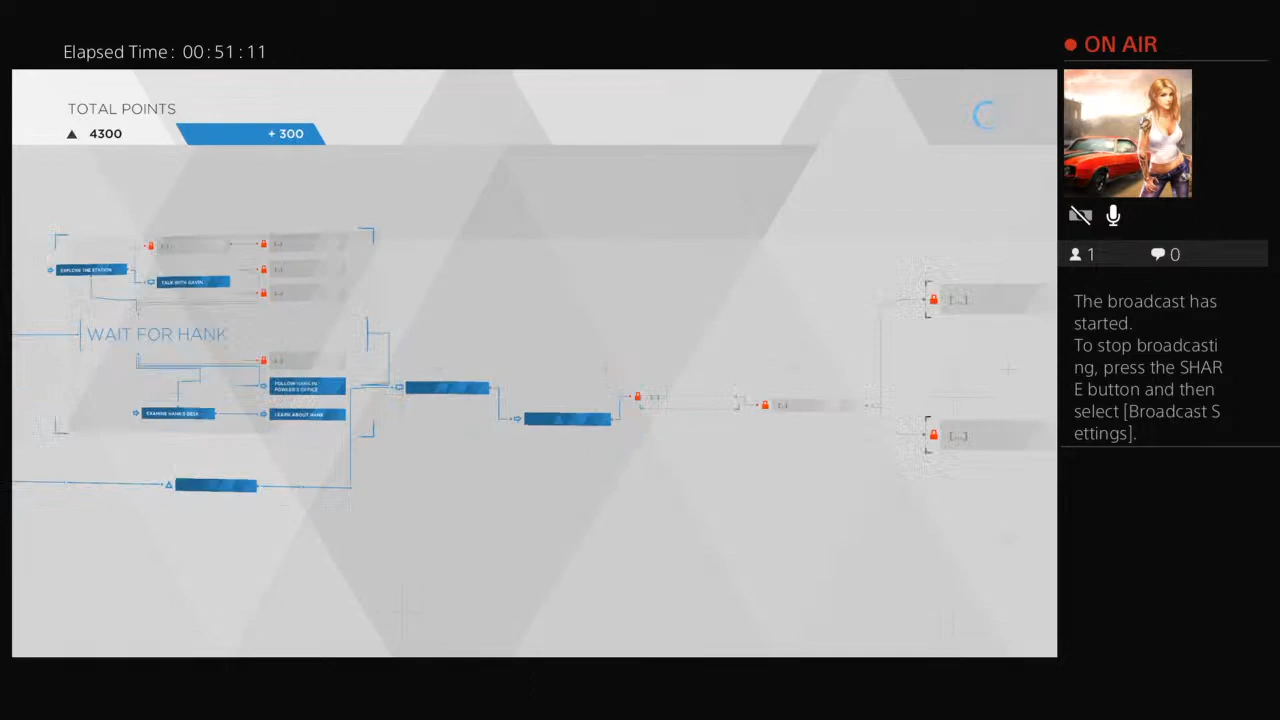 Elapsed Time: 00:51:11
ON AIR
TOTAL POINTS
4300
+ 300
EXPLORE THE STATION
TALK WITH GAVIN
WAIT FOR HANK
FOLLOW HANK IN
FOWLER'S OFFICE
EXAMINE HANK'S DESK
LEARN ABOUT HANK
1
0
The broadcast has
started.
To stop broadcasti
ng, press the SHAR
E button and then
select [Broadcast S
ettings].